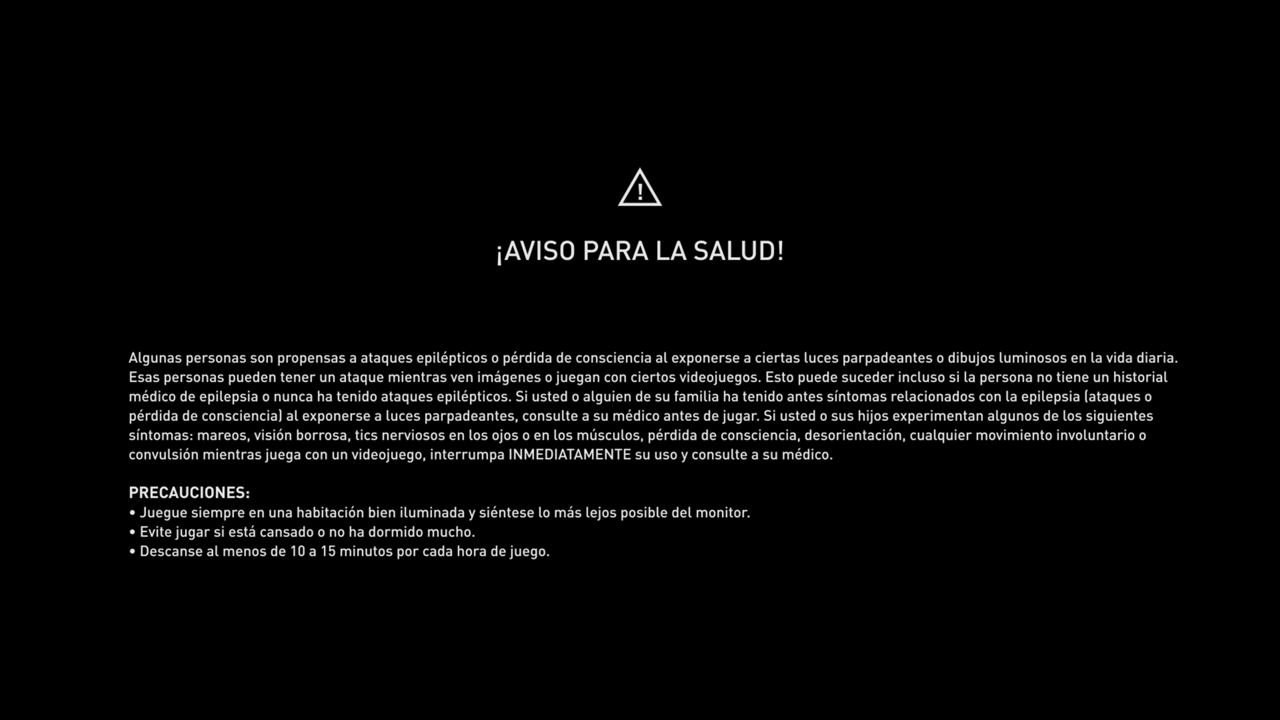 ¡AVISO PARA LA SALUD!
Algunas personas son propensas a ataques epilépticos o pérdida de consciencia al exponerse a ciertas luces parpadeantes o dibujos luminosos en la vida diaria.
Esas personas pueden tener un ataque mientras ven imágenes o juegan con ciertos videojuegos. Esto puede suceder incluso si la persona no tiene un historial
médico de epilepsia o nunca ha tenido ataques epilépticos. Si usted o alguien de su familia ha tenido antes síntomas relacionados con la epilepsia (ataques o
pérdida de consciencia) al exponerse a luces parpadeantes, consulte a su médico antes de jugar. Si usted o sus hijos experimentan algunos de los siguientes
síntomas: mareos, visión borrosa, tics nerviosos en los ojos o en los músculos, pérdida de consciencia, desorientación, cualquier movimiento involuntario o
convulsión mientras juega con un videojuego, interrumpa INMEDIATAMENTE su uso y consulte a su médico.
PRECAUCIONES:
• Juegue siempre en una habitación bien iluminada y siéntese lo más lejos posible del monitor.
• Evite jugar si está cansado o no ha dormido mucho.
• Descanse al menos de 10 a 15 minutos por cada hora de juego.